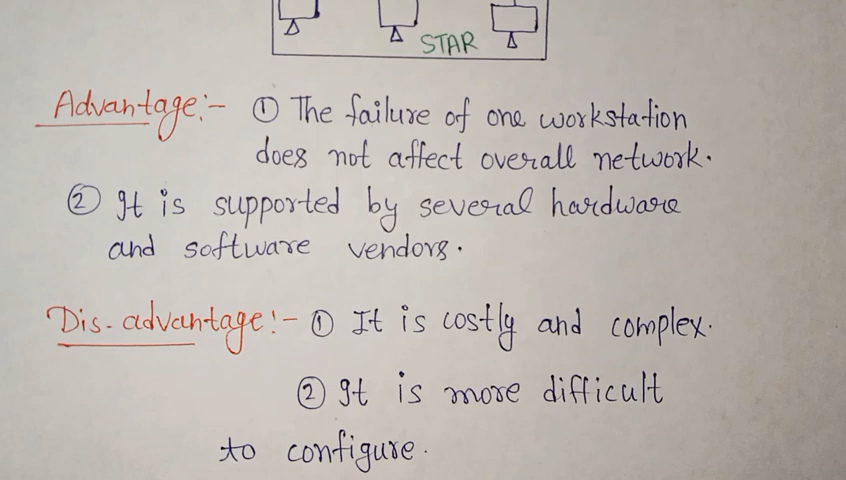 STAR
Advantage:- ① The failure of one workstation
does not affect overall network.
② It is supported by several hardware
and software vendors.
Dis-advantage:- ① It is costly and complex.
② It is more difficult
to configure.